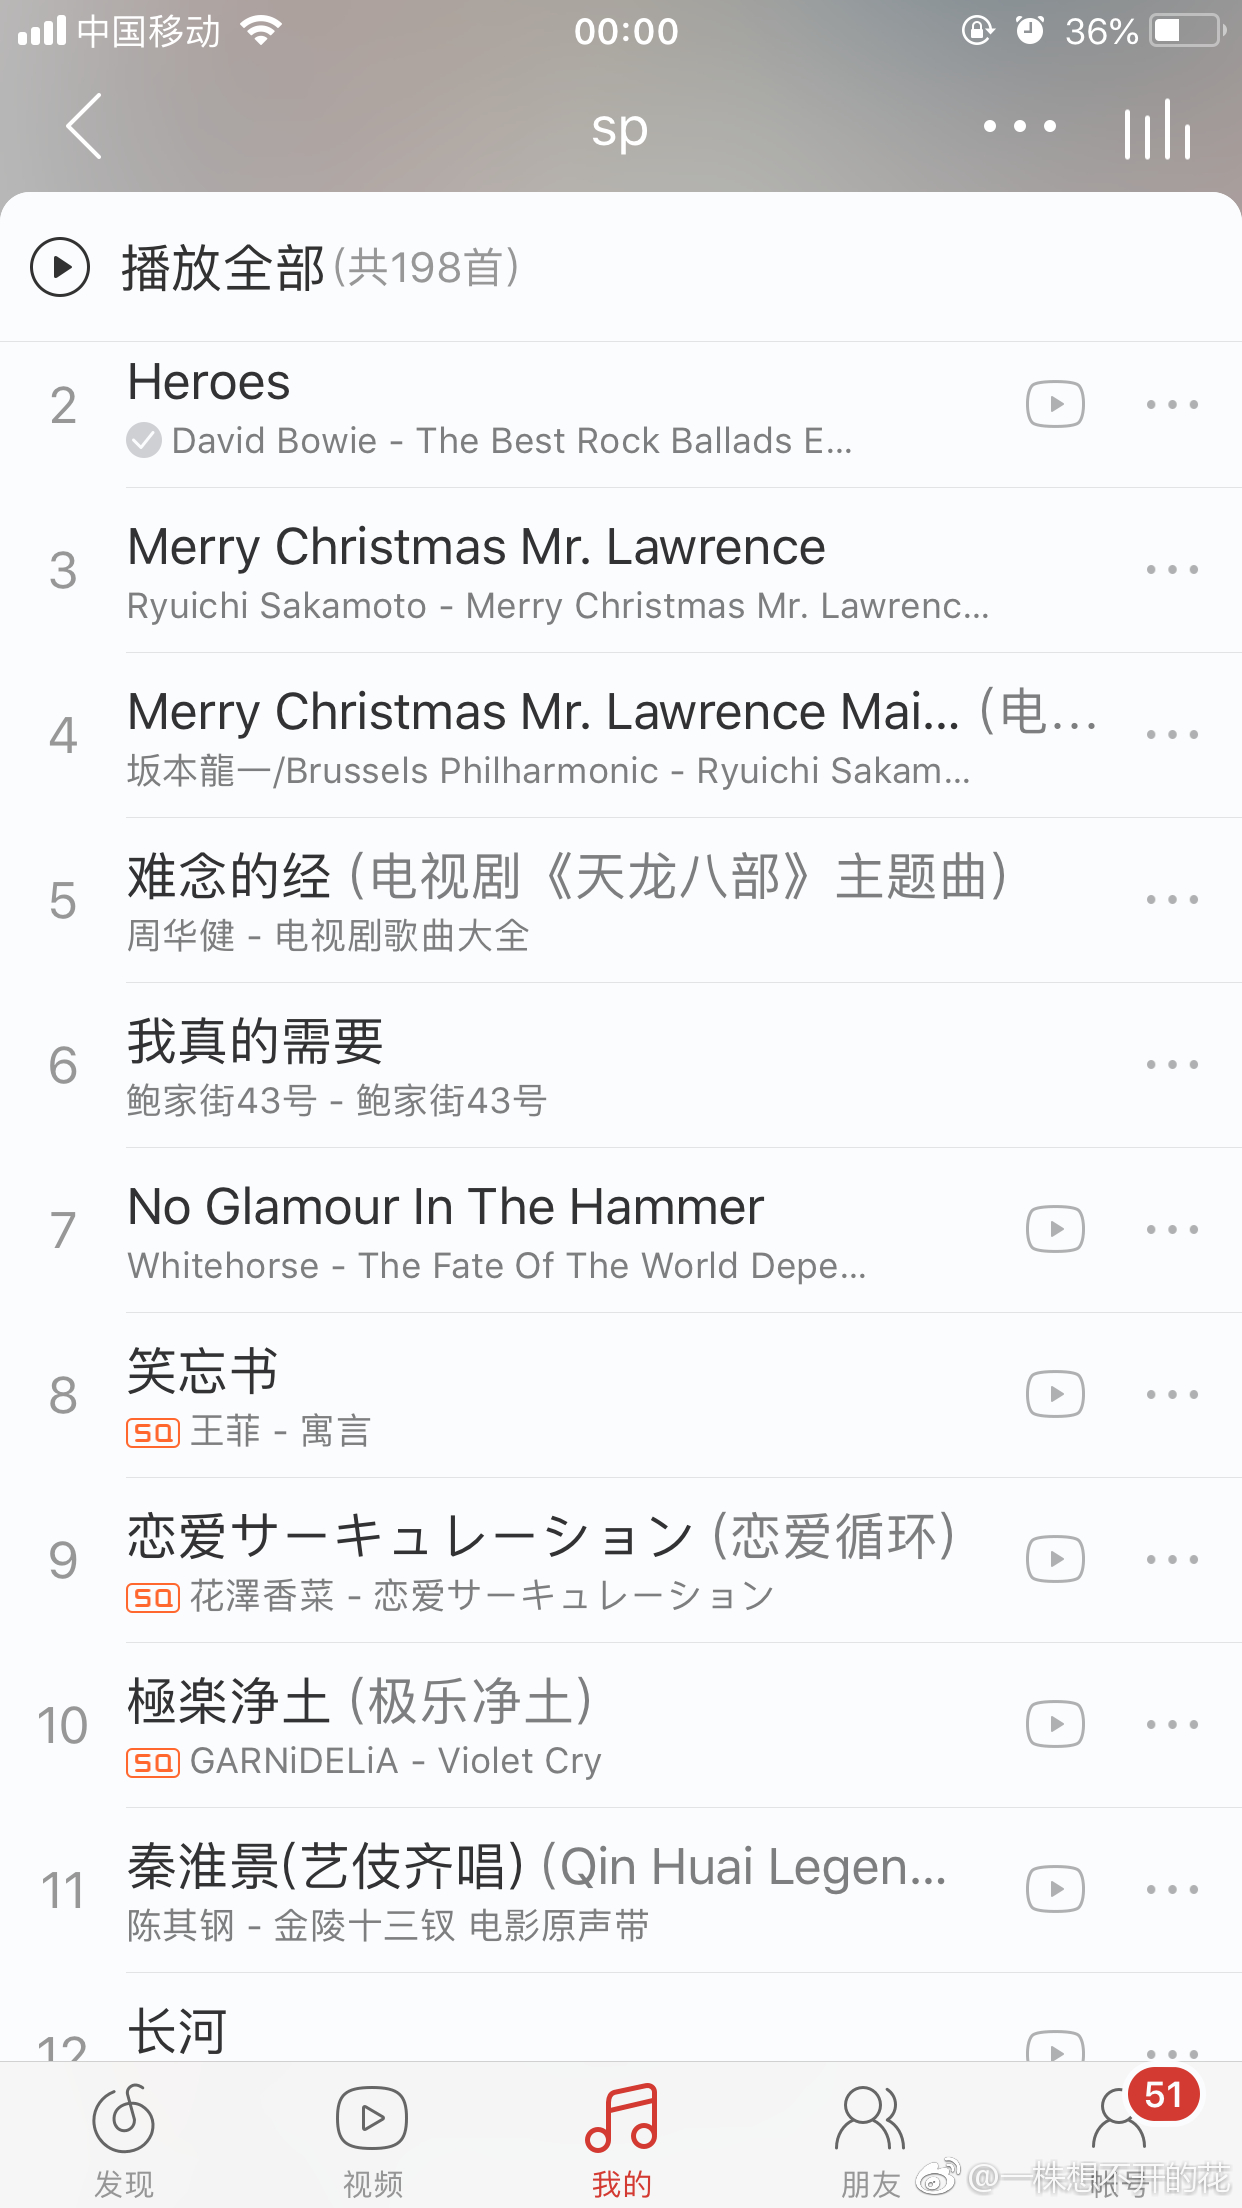 中国移动
00:00
36%
sp
播放全部(共198首)
2
Heroes
David Bowie - The Best Rock Ballads E...
3
Merry Christmas Mr. Lawrence
Ryuichi Sakamoto - Merry Christmas Mr. Lawrenc...
4
Merry Christmas Mr. Lawrence Mai... (电...
坂本龍一/Brussels Philharmonic - Ryuichi Sakam...
5
难念的经 (电视剧《天龙八部》主题曲)
周华健 - 电视剧歌曲大全
6
我真的需要
鲍家街43号 - 鲍家街43号
7
No Glamour In The Hammer
Whitehorse - The Fate Of The World Depe...
8
笑忘书
SQ 王菲 - 寓言
9
恋爱サーキュレーション (恋爱循环)
SQ 花澤香菜 - 恋爱サーキュレーション
10
極楽浄土 (极乐净土)
SQ GARNiDELiA - Violet Cry
11
秦淮景(艺伎齐唱) (Qin Huai Legen...
陈其钢 - 金陵十三钗 电影原声带
12
长河
51
发现
视频
我的
朋友
帐号
@一株想不开的花